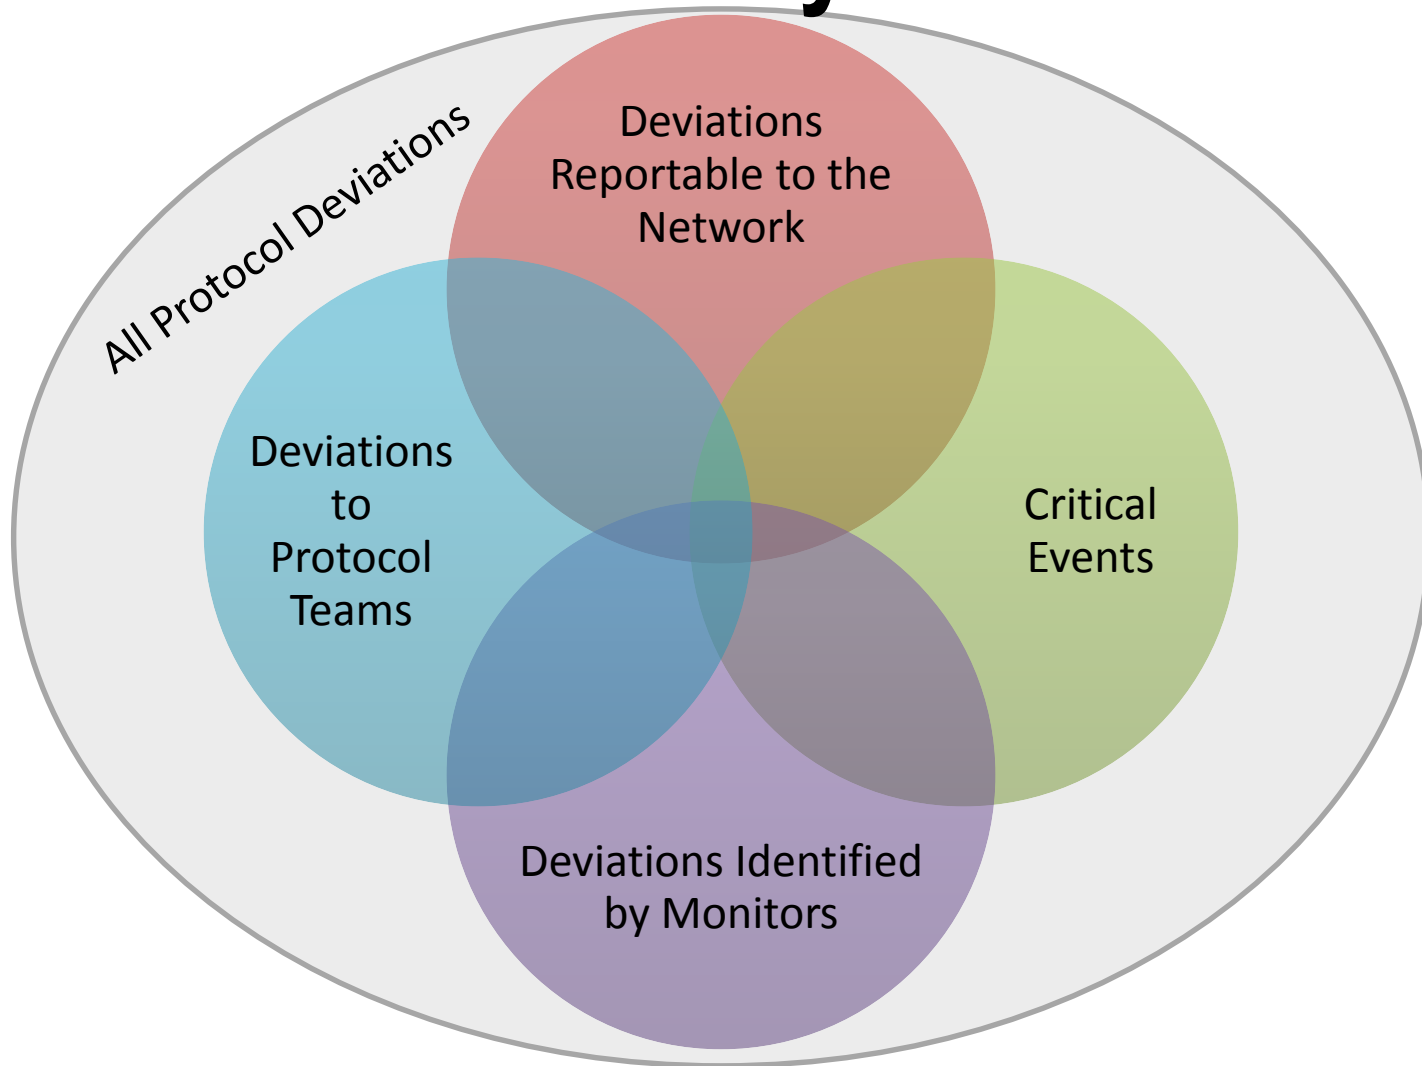 All Protocol Deviations
Deviations
Reportable to the
Network
Deviations
to
Protocol
Teams
Critical
Events
Deviations Identified
by Monitors